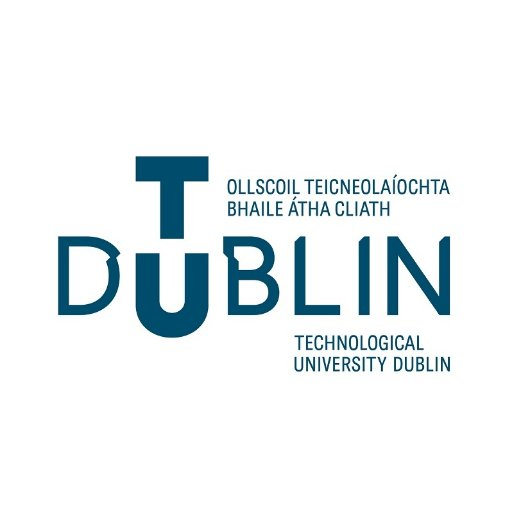 T
OLLSCOIL TEICNEOLAÍOCHTA
BHAILE ÁTHA CLIATH
DUBLIN
TECHNOLOGICAL
UNIVERSITY DUBLIN